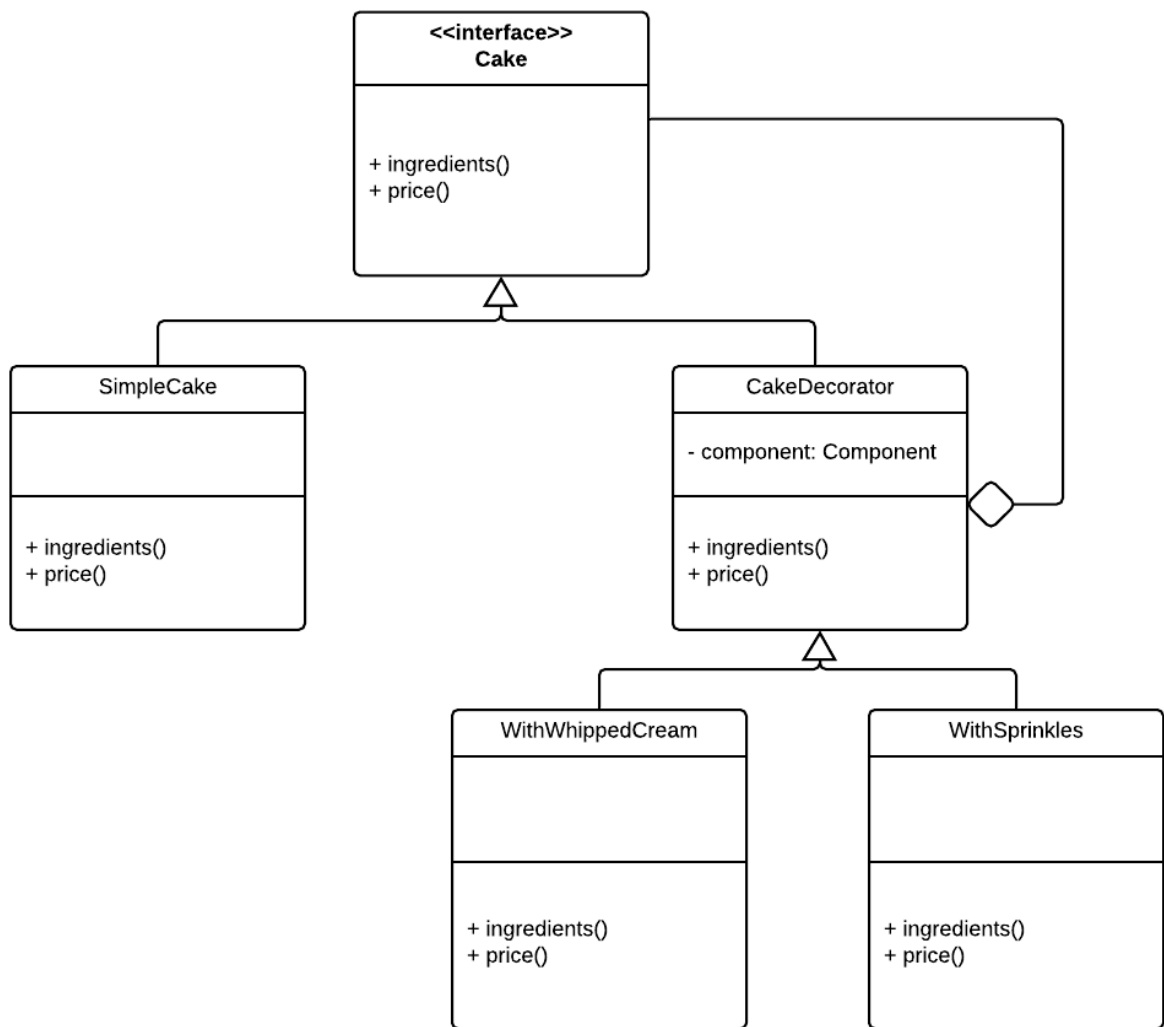 <<interface>>
Cake
+ ingredients()
+ price()
SimpleCake
+ ingredients()
+ price()
CakeDecorator
- component: Component
+ ingredients()
+ price()
WithWhippedCream
+ ingredients()
+ price()
WithSprinkles
+ ingredients()
+ price()